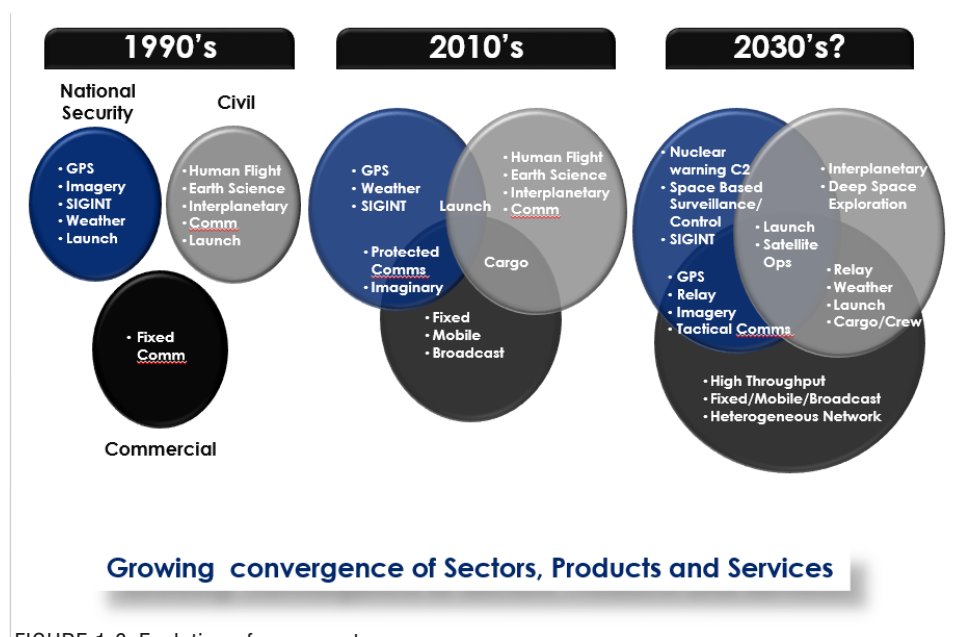 1990's
National
Security
Civil
• GPS
• Imagery
• SIGINT
• Weather
• Launch
• Human Flight
• Earth Science
• Interplanetary
• Comm
• Launch
• Fixed
Comm
Commercial
2010's
• GPS
• Weather
• SIGINT
Launch
• Human Flight
• Earth Science
• Interplanetary
• Comm
• Protected
Comms
• Imaginary
Cargo
• Fixed
• Mobile
• Broadcast
2030's?
• Nuclear
warning C2
• Space Based
Surveillance/
Control
• SIGINT
• Interplanetary
• Deep Space
Exploration
• Launch
• Satellite
Ops
• GPS
• Relay
• Imagery
• Tactical Comms
• Relay
• Weather
• Launch
• Cargo/Crew
• High Throughput
• Fixed/Mobile/Broadcast
• Heterogeneous Network
Growing convergence of Sectors, Products and Services